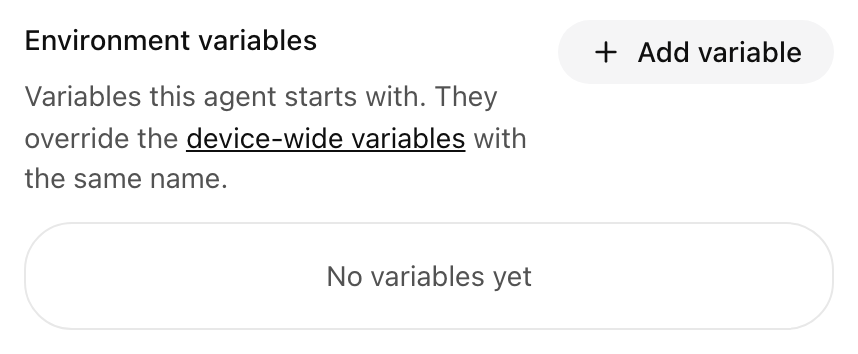 Environment variables
+ Add variable
Variables this agent starts with. They
override the device-wide variables with
the same name.
No variables yet